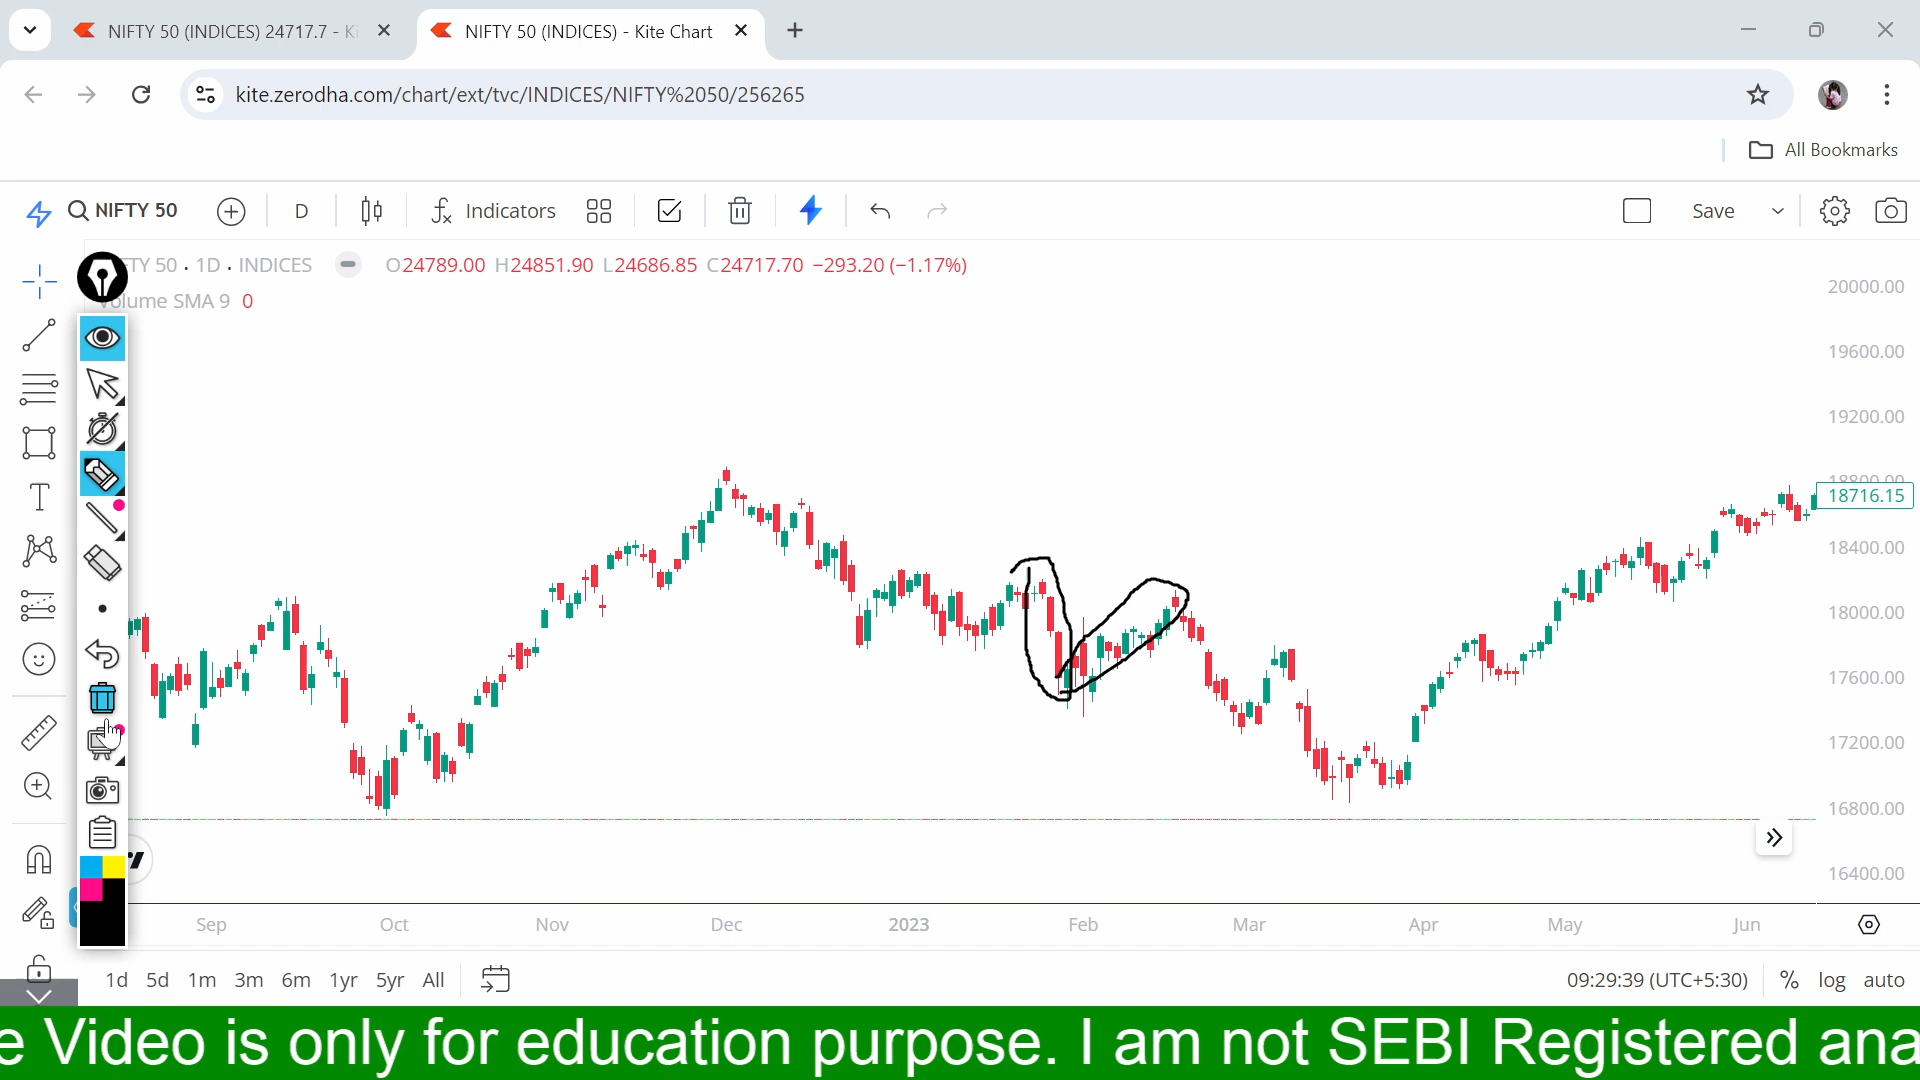 NIFTY 50 (INDICES) 24717.7 - Ki
NIFTY 50 (INDICES) - Kite Chart
kite.zerodha.com/chart/ext/tvc/INDICES/NIFTY%2050/256265
All Bookmarks
NIFTY 50 D Indicators Save
TY 50 · 1D · INDICES O24789.00 H24851.90 L24686.85 C24717.70 −293.20 (−1.17%)
Volume SMA 9 0
20000.00
19600.00
19200.00
18800.00
18716.15
18400.00
18000.00
17600.00
17200.00
16800.00
16400.00
Sep Oct Nov Dec 2023 Feb Mar Apr May Jun
1d 5d 1m 3m 6m 1yr 5yr All 09:29:39 (UTC+5:30) % log auto
e Video is only for education purpose. I am not SEBI Registered ana